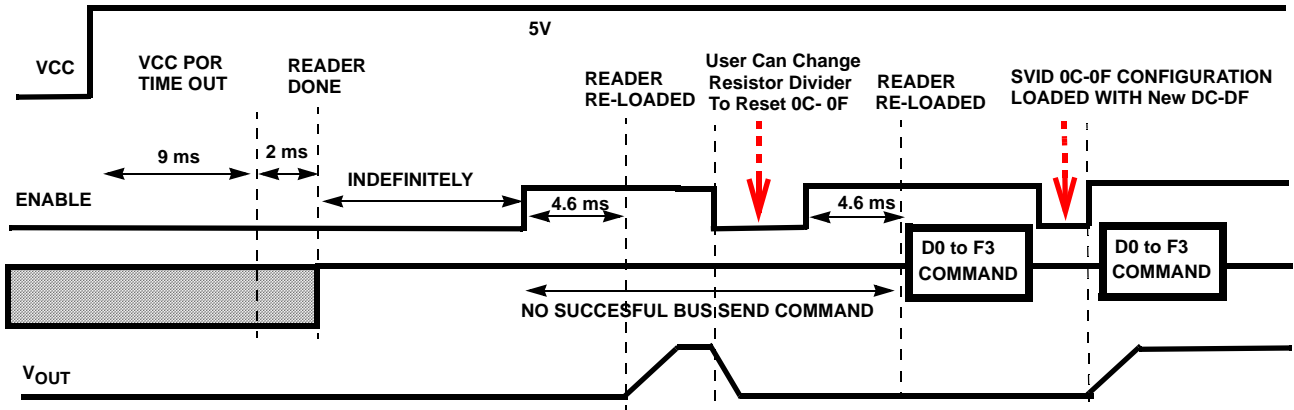 5V
VCC
VCC POR
TIME OUT
READER
DONE
READER
RE-LOADED
User Can Change
Resistor Divider
To Reset 0C- 0F
READER
RE-LOADED
SVID 0C-0F CONFIGURATION
LOADED WITH New DC-DF
9 ms
2 ms
INDEFINITELY
ENABLE
4.6 ms
4.6 ms
D0 to F3
COMMAND
D0 to F3
COMMAND
NO SUCCESFUL BUS SEND COMMAND
VOUT